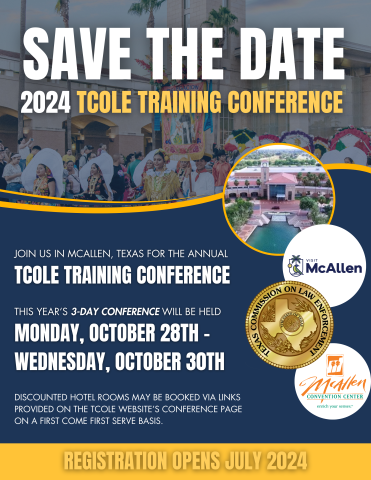 SAVE THE DATE
2024 TCOLE TRAINING CONFERENCE
JOIN US IN MCALLEN, TEXAS FOR THE ANNUAL
TCOLE TRAINING CONFERENCE
THIS YEAR'S 3-DAY CONFERENCE WILL BE HELD
MONDAY, OCTOBER 28TH -
WEDNESDAY, OCTOBER 30TH
DISCOUNTED HOTEL ROOMS MAY BE BOOKED VIA LINKS
PROVIDED ON THE TCOLE WEBSITE'S CONFERENCE PAGE
ON A FIRST COME FIRST SERVE BASIS.
VISIT
McAllen
TEXAS COMMISSION ON LAW ENFORCEMENT
McAllen
CONVENTION CENTER
REGISTRATION OPENS JULY 2024